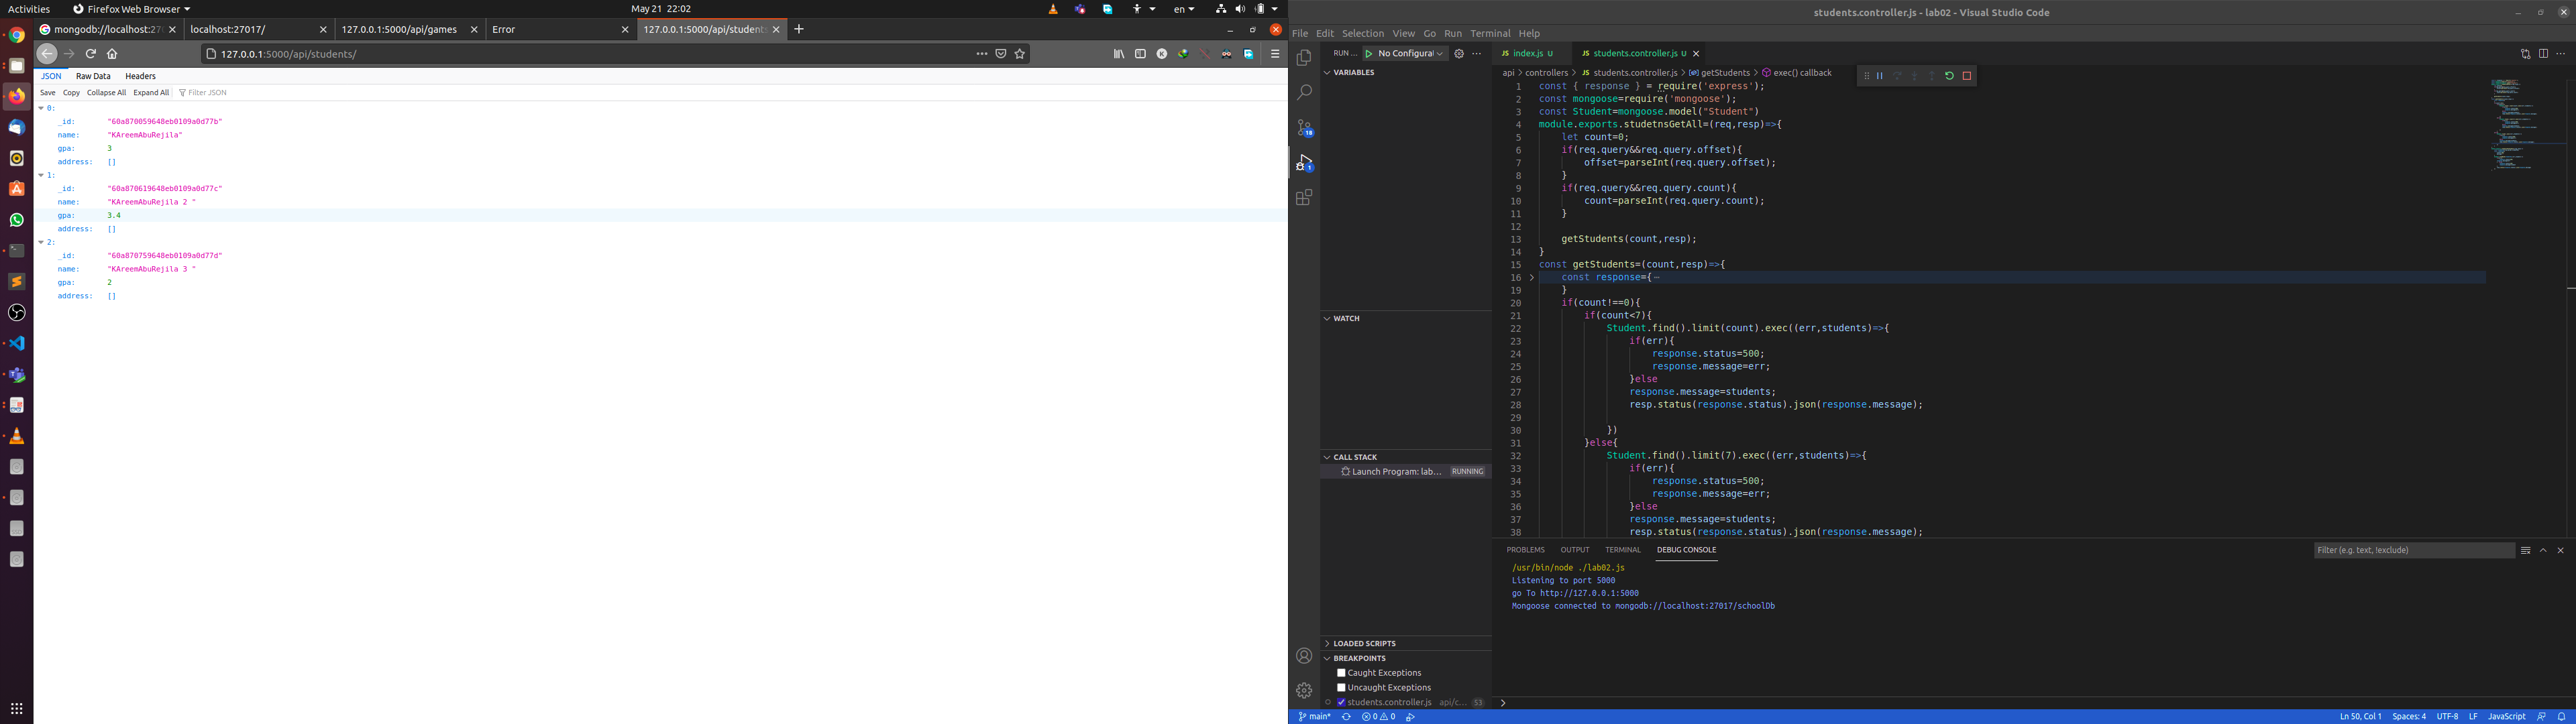 Activities
Firefox Web Browser
May 21 22:02
en
mongodb://localhost:27
localhost:27017/
127.0.0.1:5000/api/games
Error
127.0.0.1:5000/api/students
127.0.0.1:5000/api/students/
JSON Raw Data Headers
Save Copy Collapse All Expand All Filter JSON
0:
_id: "60a870059648eb0109a0d77b"
name: "KAreemAbuRejila"
gpa: 3
address: []
1:
_id: "60a870619648eb0109a0d77c"
name: "KAreemAbuRejila 2 "
gpa: 3.4
address: []
2:
_id: "60a870759648eb0109a0d77d"
name: "KAreemAbuRejila 3 "
gpa: 2
address: []
students.controller.js - lab02 - Visual Studio Code
File Edit Selection View Go Run Terminal Help
RUN ... No Configurat
VARIABLES
WATCH
CALL STACK
Launch Program: lab... RUNNING
LOADED SCRIPTS
BREAKPOINTS
Caught Exceptions
Uncaught Exceptions
students.controller.js api/c... 53
18
1
JS index.js U
JS students.controller.js U
api > controllers > JS students.controller.js > getStudents > exec() callback
1 const { response } = require('express');
2 const mongoose=require('mongoose');
3 const Student=mongoose.model("Student")
4 module.exports.studetnsGetAll=(req,resp)=>{
5 let count=0;
6 if(req.query&&req.query.offset){
7 offset=parseInt(req.query.offset);
8 }
9 if(req.query&&req.query.count){
10 count=parseInt(req.query.count);
11 }
12
13 getStudents(count,resp);
14 }
15 const getStudents=(count,resp)=>{
16 const response={ ⋯
19 }
20 if(count!==0){
21 if(count<7){
22 Student.find().limit(count).exec((err,students)=>{
23 if(err){
24 response.status=500;
25 response.message=err;
26 }else
27 response.message=students;
28 resp.status(response.status).json(response.message);
29
30 })
31 }else{
32 Student.find().limit(7).exec((err,students)=>{
33 if(err){
34 response.status=500;
35 response.message=err;
36 }else
37 response.message=students;
38 resp.status(response.status).json(response.message);
PROBLEMS OUTPUT TERMINAL DEBUG CONSOLE
Filter (e.g. text, !exclude)
/usr/bin/node ./lab02.js
Listening to port 5000
go To http://127.0.0.1:5000
Mongoose connected to mongodb://localhost:27017/schoolDb
main* 0 0
Ln 50, Col 1 Spaces: 4 UTF-8 LF JavaScript